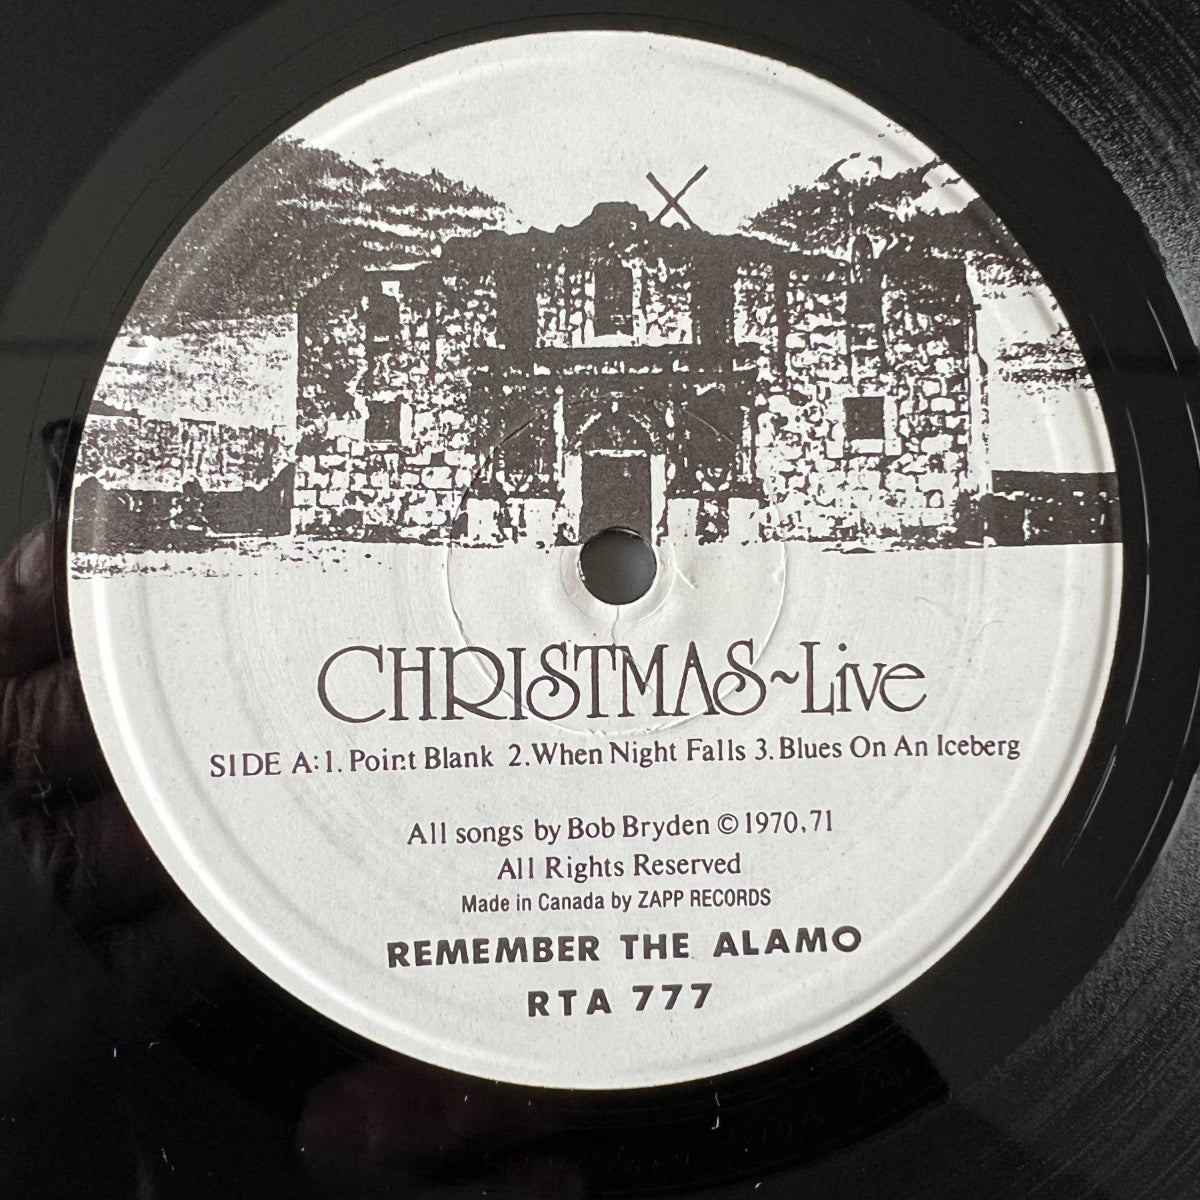 CHRISTMAS~Live
SIDE A: 1. Point Blank 2. When Night Falls 3. Blues On An Iceberg
All songs by Bob Bryden © 1970, 71
All Rights Reserved
Made in Canada by ZAPP RECORDS
REMEMBER THE ALAMO
RTA 777